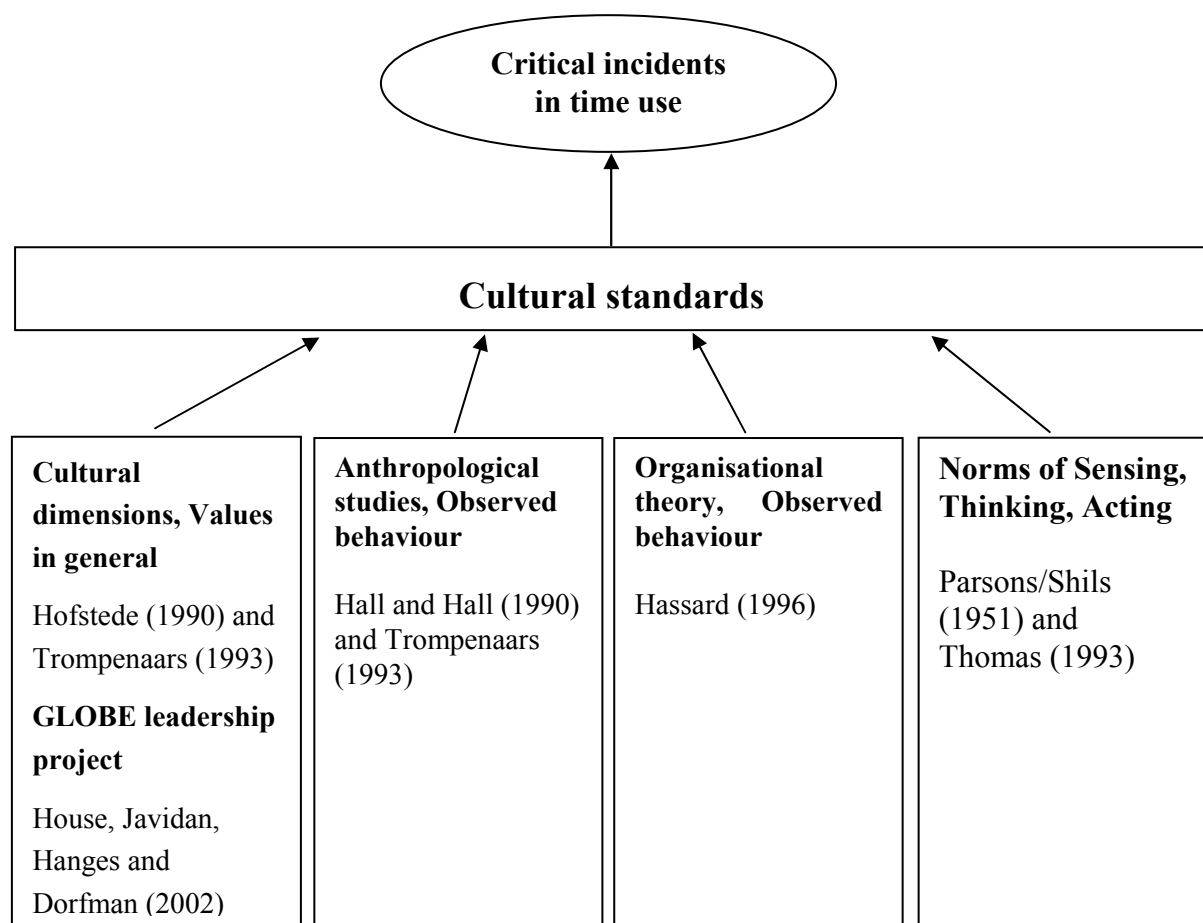 Critical incidents
in time use
Cultural standards
Cultural
dimensions, Values
in general
Hofstede (1990) and
Trompenaars (1993)
GLOBE leadership
project
House, Javidan,
Hanges and
Dorfman (2002)
Anthropological
studies, Observed
behaviour
Hall and Hall (1990)
and Trompenaars
(1993)
Organisational
theory, Observed
behaviour
Hassard (1996)
Norms of Sensing,
Thinking, Acting
Parsons/Shils
(1951) and
Thomas (1993)